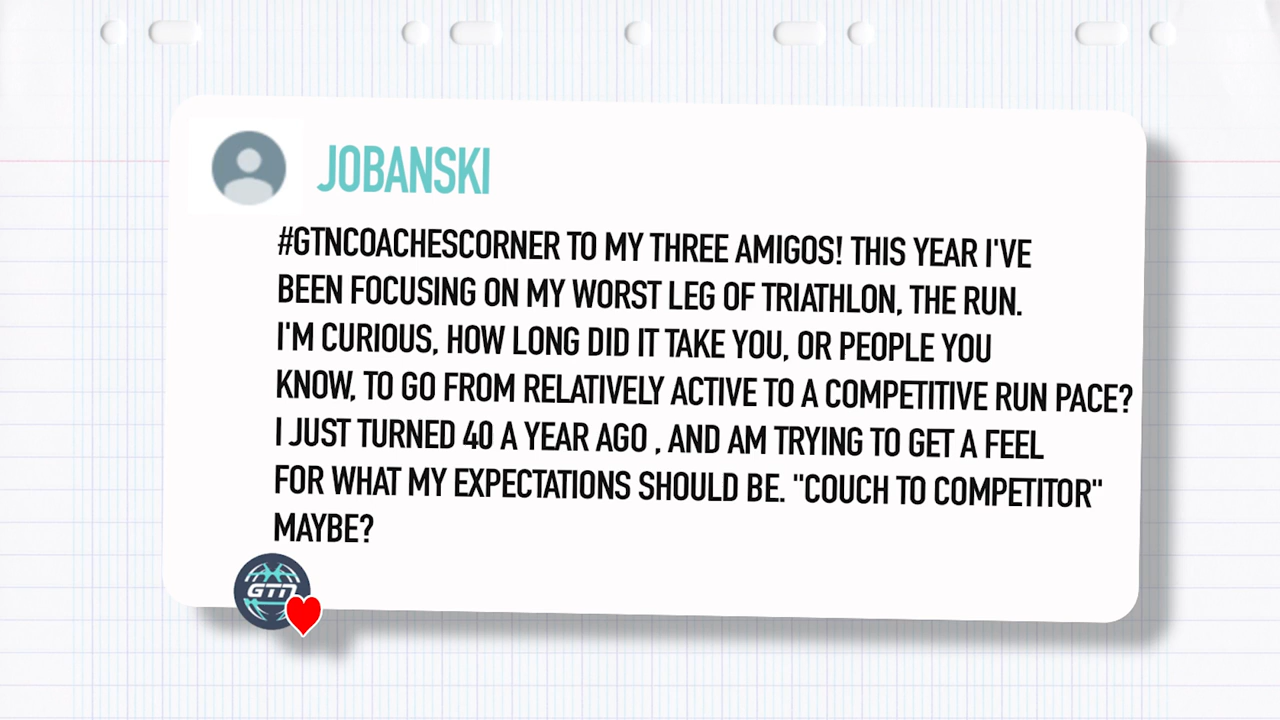 JOBANSKI
#GTNCOACHESCORNER TO MY THREE AMIGOS! THIS YEAR I'VE
BEEN FOCUSING ON MY WORST LEG OF TRIATHLON, THE RUN.
I'M CURIOUS, HOW LONG DID IT TAKE YOU, OR PEOPLE YOU
KNOW, TO GO FROM RELATIVELY ACTIVE TO A COMPETITIVE RUN PACE?
I JUST TURNED 40 A YEAR AGO , AND AM TRYING TO GET A FEEL
FOR WHAT MY EXPECTATIONS SHOULD BE. "COUCH TO COMPETITOR"
MAYBE?
GTN